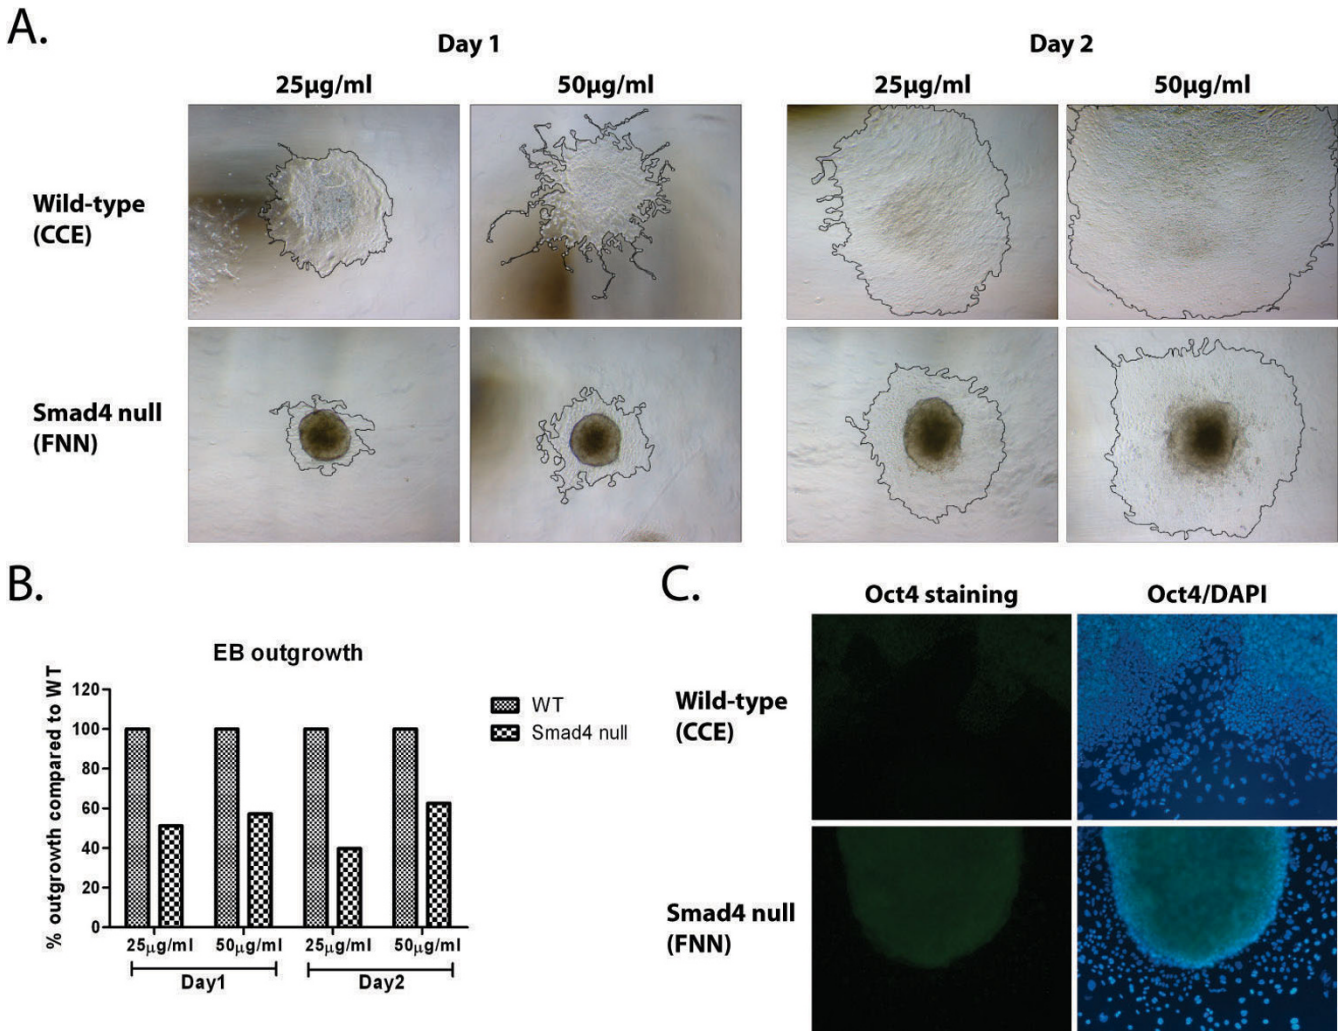 A.
Day 1
Day 2
25μg/ml
50μg/ml
25μg/ml
50μg/ml
Wild-type
(CCE)
Smad4 null
(FNN)
B.
EB outgrowth
% outgrowth compared to WT
120
100
80
60
40
20
0
25μg/ml
50μg/ml
25μg/ml
50μg/ml
Day1
Day2
WT
Smad4 null
C.
Oct4 staining
Oct4/DAPI
Wild-type
(CCE)
Smad4 null
(FNN)